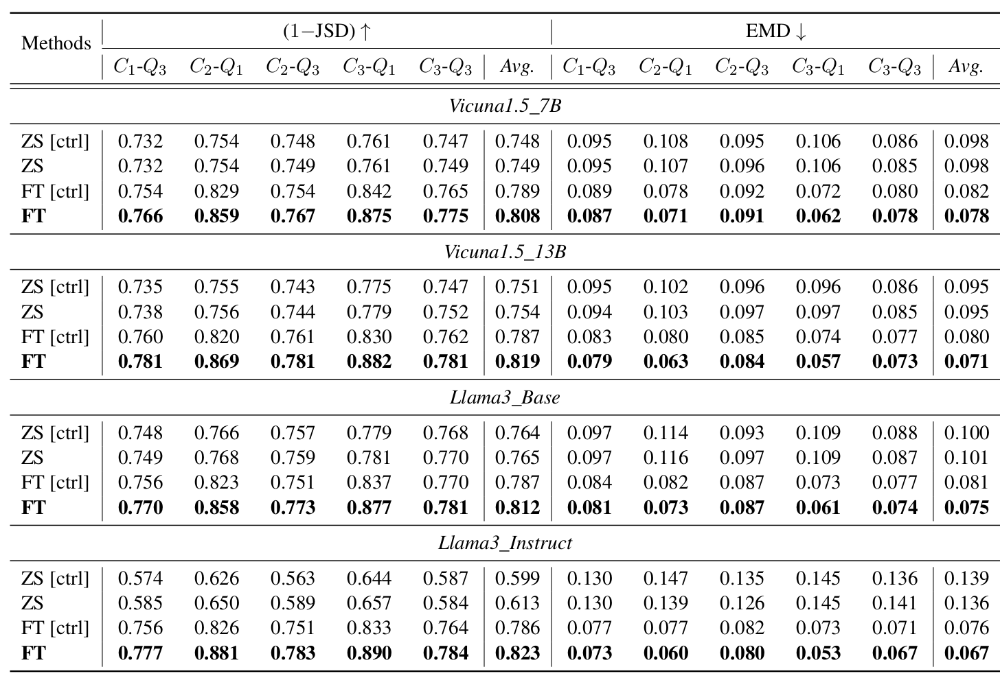 Methods (1−JSD) ↑ EMD ↓
C1-Q3 C2-Q1 C2-Q3 C3-Q1 C3-Q3 Avg. C1-Q3 C2-Q1 C2-Q3 C3-Q1 C3-Q3 Avg.
Vicuna1.5_7B
ZS [ctrl] 0.732 0.754 0.748 0.761 0.747 0.748 0.095 0.108 0.095 0.106 0.086 0.098
ZS 0.732 0.754 0.749 0.761 0.749 0.749 0.095 0.107 0.096 0.106 0.085 0.098
FT [ctrl] 0.754 0.829 0.754 0.842 0.765 0.789 0.089 0.078 0.092 0.072 0.080 0.082
FT 0.766 0.859 0.767 0.875 0.775 0.808 0.087 0.071 0.091 0.062 0.078 0.078
Vicuna1.5_13B
ZS [ctrl] 0.735 0.755 0.743 0.775 0.747 0.751 0.095 0.102 0.096 0.096 0.086 0.095
ZS 0.738 0.756 0.744 0.779 0.752 0.754 0.094 0.103 0.097 0.097 0.085 0.095
FT [ctrl] 0.760 0.820 0.761 0.830 0.762 0.787 0.083 0.080 0.085 0.074 0.077 0.080
FT 0.781 0.869 0.781 0.882 0.781 0.819 0.079 0.063 0.084 0.057 0.073 0.071
Llama3_Base
ZS [ctrl] 0.748 0.766 0.757 0.779 0.768 0.764 0.097 0.114 0.093 0.109 0.088 0.100
ZS 0.749 0.768 0.759 0.781 0.770 0.765 0.097 0.116 0.097 0.109 0.087 0.101
FT [ctrl] 0.756 0.823 0.751 0.837 0.770 0.787 0.084 0.082 0.087 0.073 0.077 0.081
FT 0.770 0.858 0.773 0.877 0.781 0.812 0.081 0.073 0.087 0.061 0.074 0.075
Llama3_Instruct
ZS [ctrl] 0.574 0.626 0.563 0.644 0.587 0.599 0.130 0.147 0.135 0.145 0.136 0.139
ZS 0.585 0.650 0.589 0.657 0.584 0.613 0.130 0.139 0.126 0.145 0.141 0.136
FT [ctrl] 0.756 0.826 0.751 0.833 0.764 0.786 0.077 0.077 0.082 0.073 0.071 0.076
FT 0.777 0.881 0.783 0.890 0.784 0.823 0.073 0.060 0.080 0.053 0.067 0.067